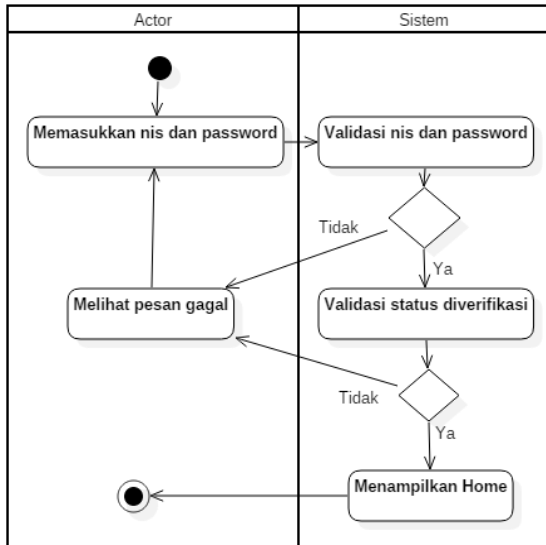 Actor
Sistem
Memasukkan nis dan password
Validasi nis dan password
Tidak
Ya
Melihat pesan gagal
Validasi status diverifikasi
Tidak
Ya
Menampilkan Home